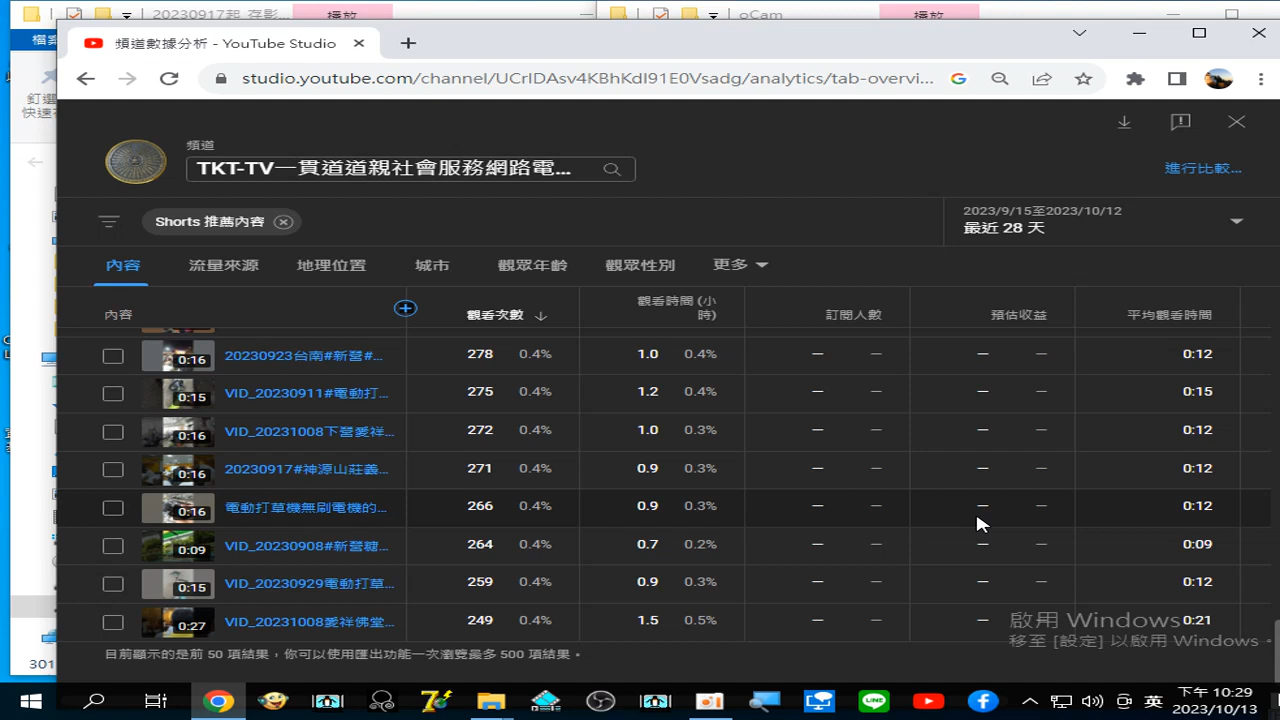 20230917起 存影...
播放
oCam
播放
檔案
頻道數據分析 - YouTube Studio
studio.youtube.com/channel/UCrIDAsv4KBhKdI91E0Vsadg/analytics/tab-overvi...
頻道
TKT-TV一貫道道親社會服務網路電...
進行比較...
Shorts 推薦內容
2023/9/15至2023/10/12
最近 28 天
內容 流量來源 地理位置 城市 觀眾年齡 觀眾性別 更多
內容 觀看次數 觀看時間 (小時) 訂閱人數 預估收益 平均觀看時間
0:16 20230923台南#新營#... 278 0.4% 1.0 0.4% — — — — 0:12
0:15 VID_20230911#電動打... 275 0.4% 1.2 0.4% — — — — 0:15
0:16 VID_20231008下營愛祥... 272 0.4% 1.0 0.3% — — — — 0:12
0:16 20230917#神源山莊義... 271 0.4% 0.9 0.3% — — — — 0:12
0:16 電動打草機無刷電機的... 266 0.4% 0.9 0.3% — — — — 0:12
0:09 VID_20230908#新營糖... 264 0.4% 0.7 0.2% — — — — 0:09
0:15 VID_20230929電動打草... 259 0.4% 0.9 0.3% — — — — 0:12
0:27 VID_20231008愛祥佛堂... 249 0.4% 1.5 0.5% — — — 0:21
啟用 Windows
移至 [設定] 以啟用 Windows。
目前顯示的是前 50 項結果，你可以使用匯出功能一次瀏覽最多 500 項結果。
301
英
下午 10:29
2023/10/13